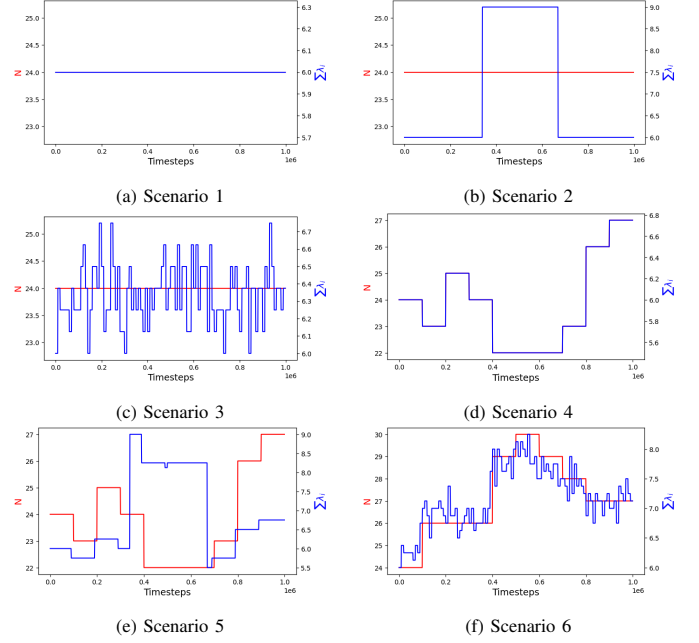 25.0
24.5
24.0
23.5
23.0
N
6.3
6.2
6.1
6.0
5.9
5.8
5.7
∑λi
0.0 0.2 0.4 0.6 0.8 1.0
Timesteps 1e6
(a) Scenario 1
25.0
24.5
24.0
23.5
23.0
N
9.0
8.5
8.0
7.5
7.0
6.5
6.0
∑λi
0.0 0.2 0.4 0.6 0.8 1.0
Timesteps 1e6
(b) Scenario 2
25.0
24.5
24.0
23.5
23.0
N
6.7
6.6
6.5
6.4
6.3
6.2
6.1
6.0
∑λi
0.0 0.2 0.4 0.6 0.8 1.0
Timesteps 1e6
(c) Scenario 3
27
26
25
24
23
22
N
6.8
6.6
6.4
6.2
6.0
5.8
5.6
∑λi
0.0 0.2 0.4 0.6 0.8 1.0
Timesteps 1e6
(d) Scenario 4
27
26
25
24
23
22
N
9.0
8.5
8.0
7.5
7.0
6.5
6.0
5.5
∑λi
0.0 0.2 0.4 0.6 0.8 1.0
Timesteps 1e6
(e) Scenario 5
30
29
28
27
26
25
24
N
8.0
7.5
7.0
6.5
6.0
∑λi
0.0 0.2 0.4 0.6 0.8 1.0
Timesteps 1e6
(f) Scenario 6